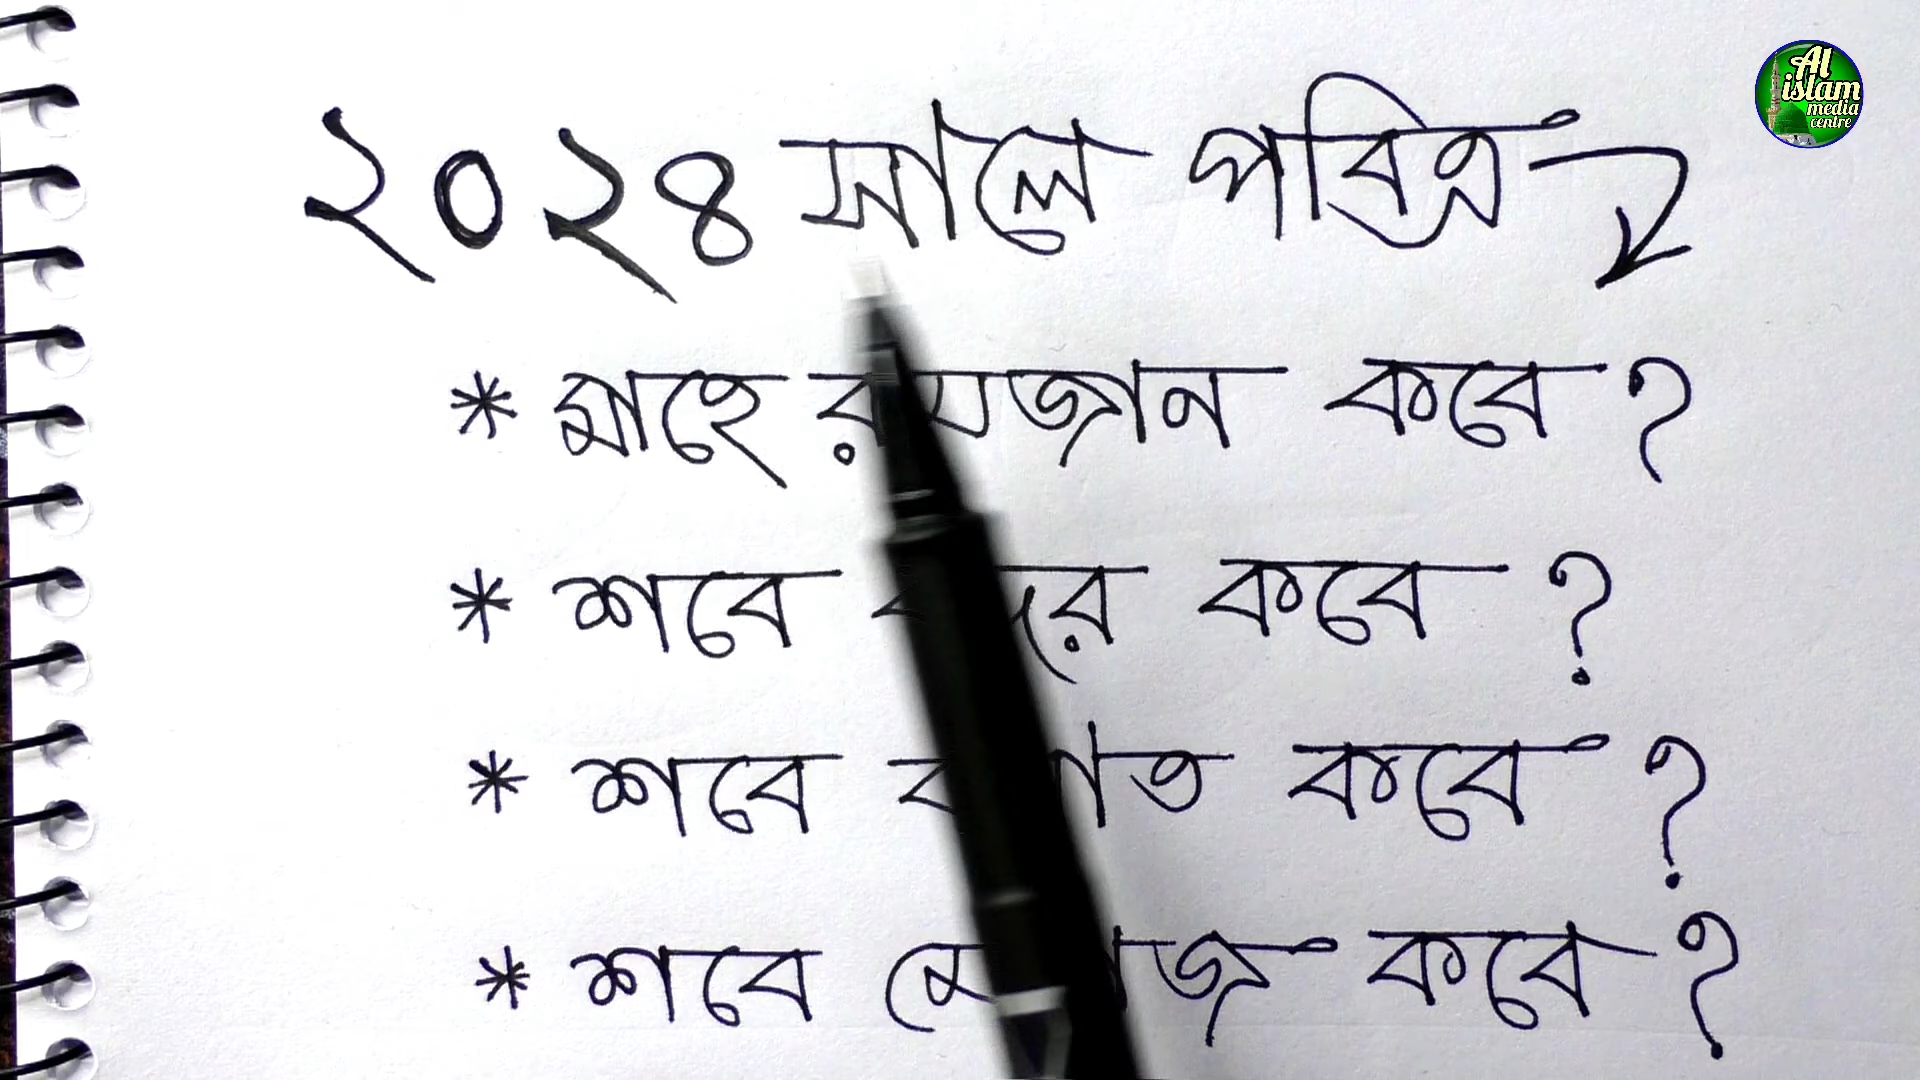 Al islam media centre
২০২৪ সালে পবিত্র
* মাহে কবে ?
* শবে কবে ?
* শবে কবে ?
* শবে কবে ?